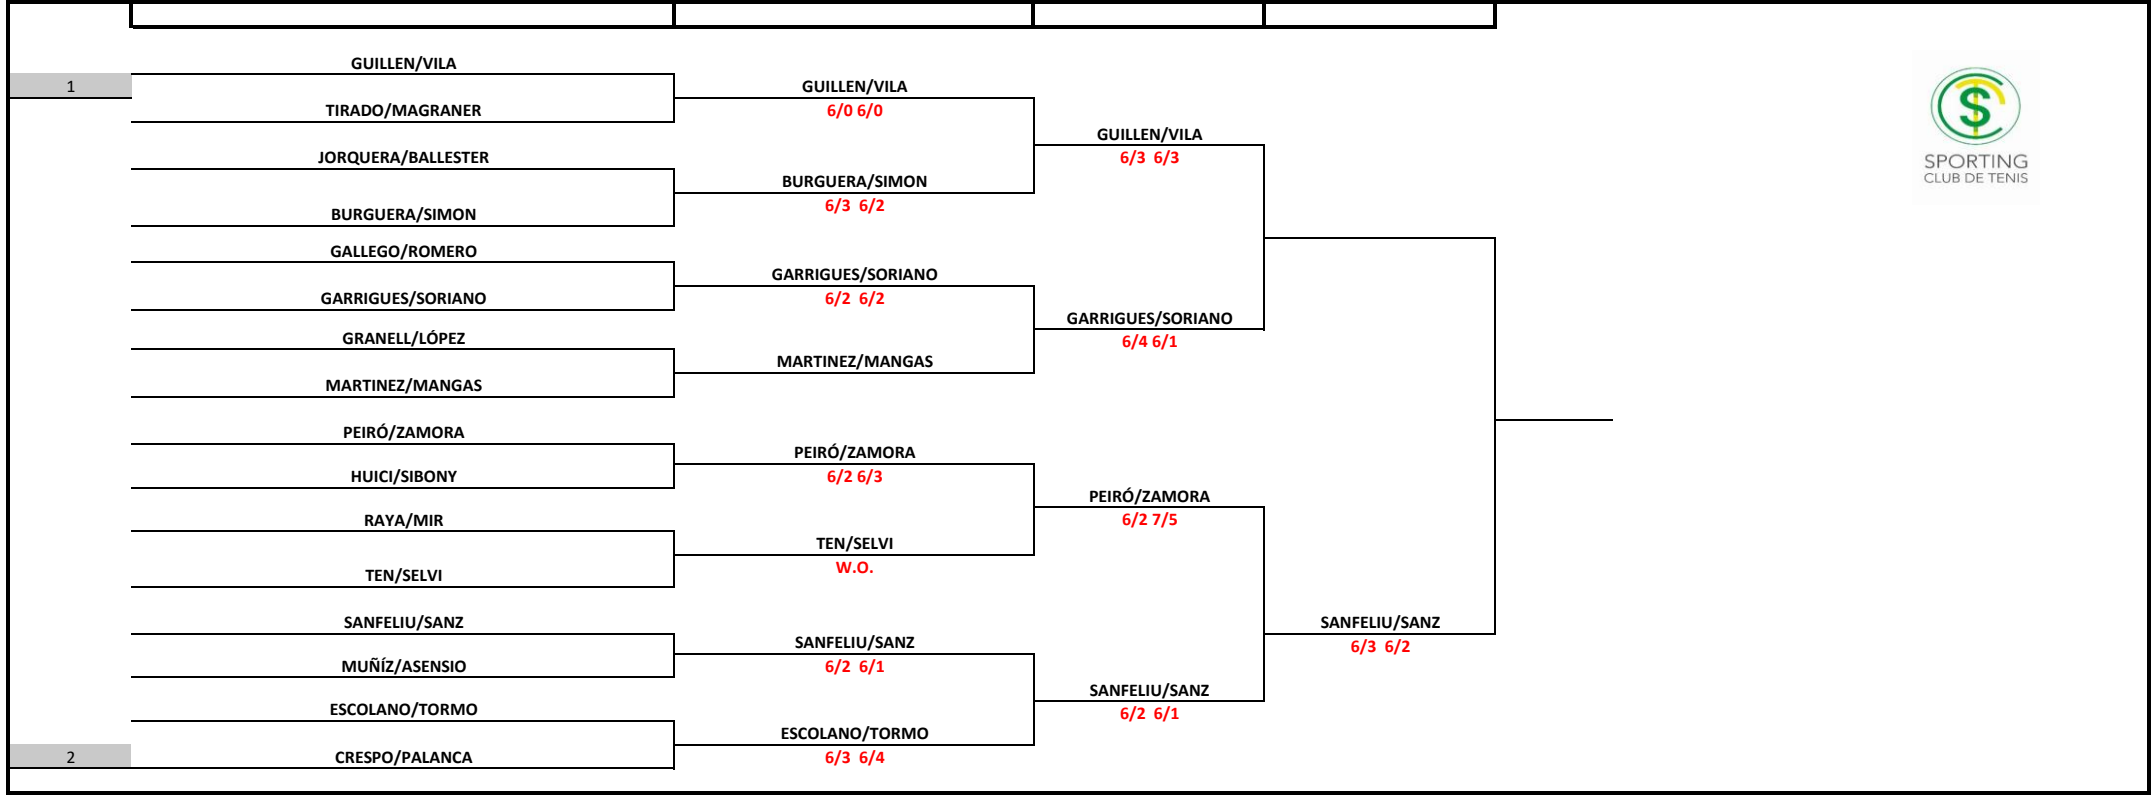 GUILLEN/VILA
1
TIRADO/MAGRANER
JORQUERA/BALLESTER
BURGUERA/SIMON
GALLEGO/ROMERO
GARRIGUES/SORIANO
GRANELL/LÓPEZ
MARTINEZ/MANGAS
PEIRÓ/ZAMORA
HUICI/SIBONY
RAYA/MIR
TEN/SELVI
SANFELIU/SANZ
MUÑÍZ/ASENSIO
ESCOLANO/TORMO
2
CRESPO/PALANCA
GUILLEN/VILA
6/0 6/0
BURGUERA/SIMON
6/3 6/2
GARRIGUES/SORIANO
6/2 6/2
MARTINEZ/MANGAS
PEIRÓ/ZAMORA
6/2 6/3
TEN/SELVI
W.O.
SANFELIU/SANZ
6/2 6/1
ESCOLANO/TORMO
6/3 6/4
GUILLEN/VILA
6/3 6/3
GARRIGUES/SORIANO
6/4 6/1
PEIRÓ/ZAMORA
6/2 7/5
SANFELIU/SANZ
6/2 6/1
SANFELIU/SANZ
6/3 6/2
SPORTING
CLUB DE TENIS